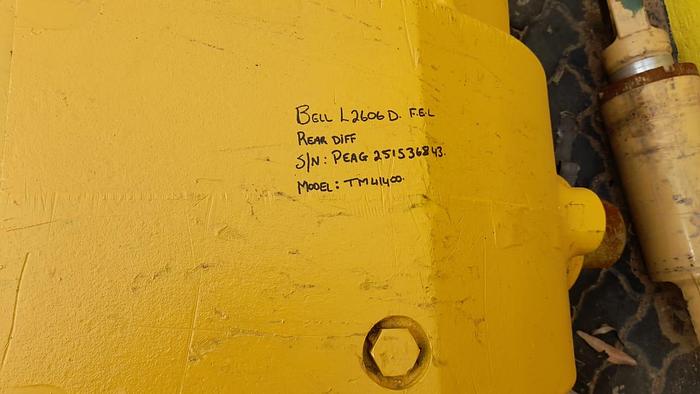 BELL L2606D. F.E.L
REAR DIFF
S/N: PEAG 251536843.
MODEL: TM41400.